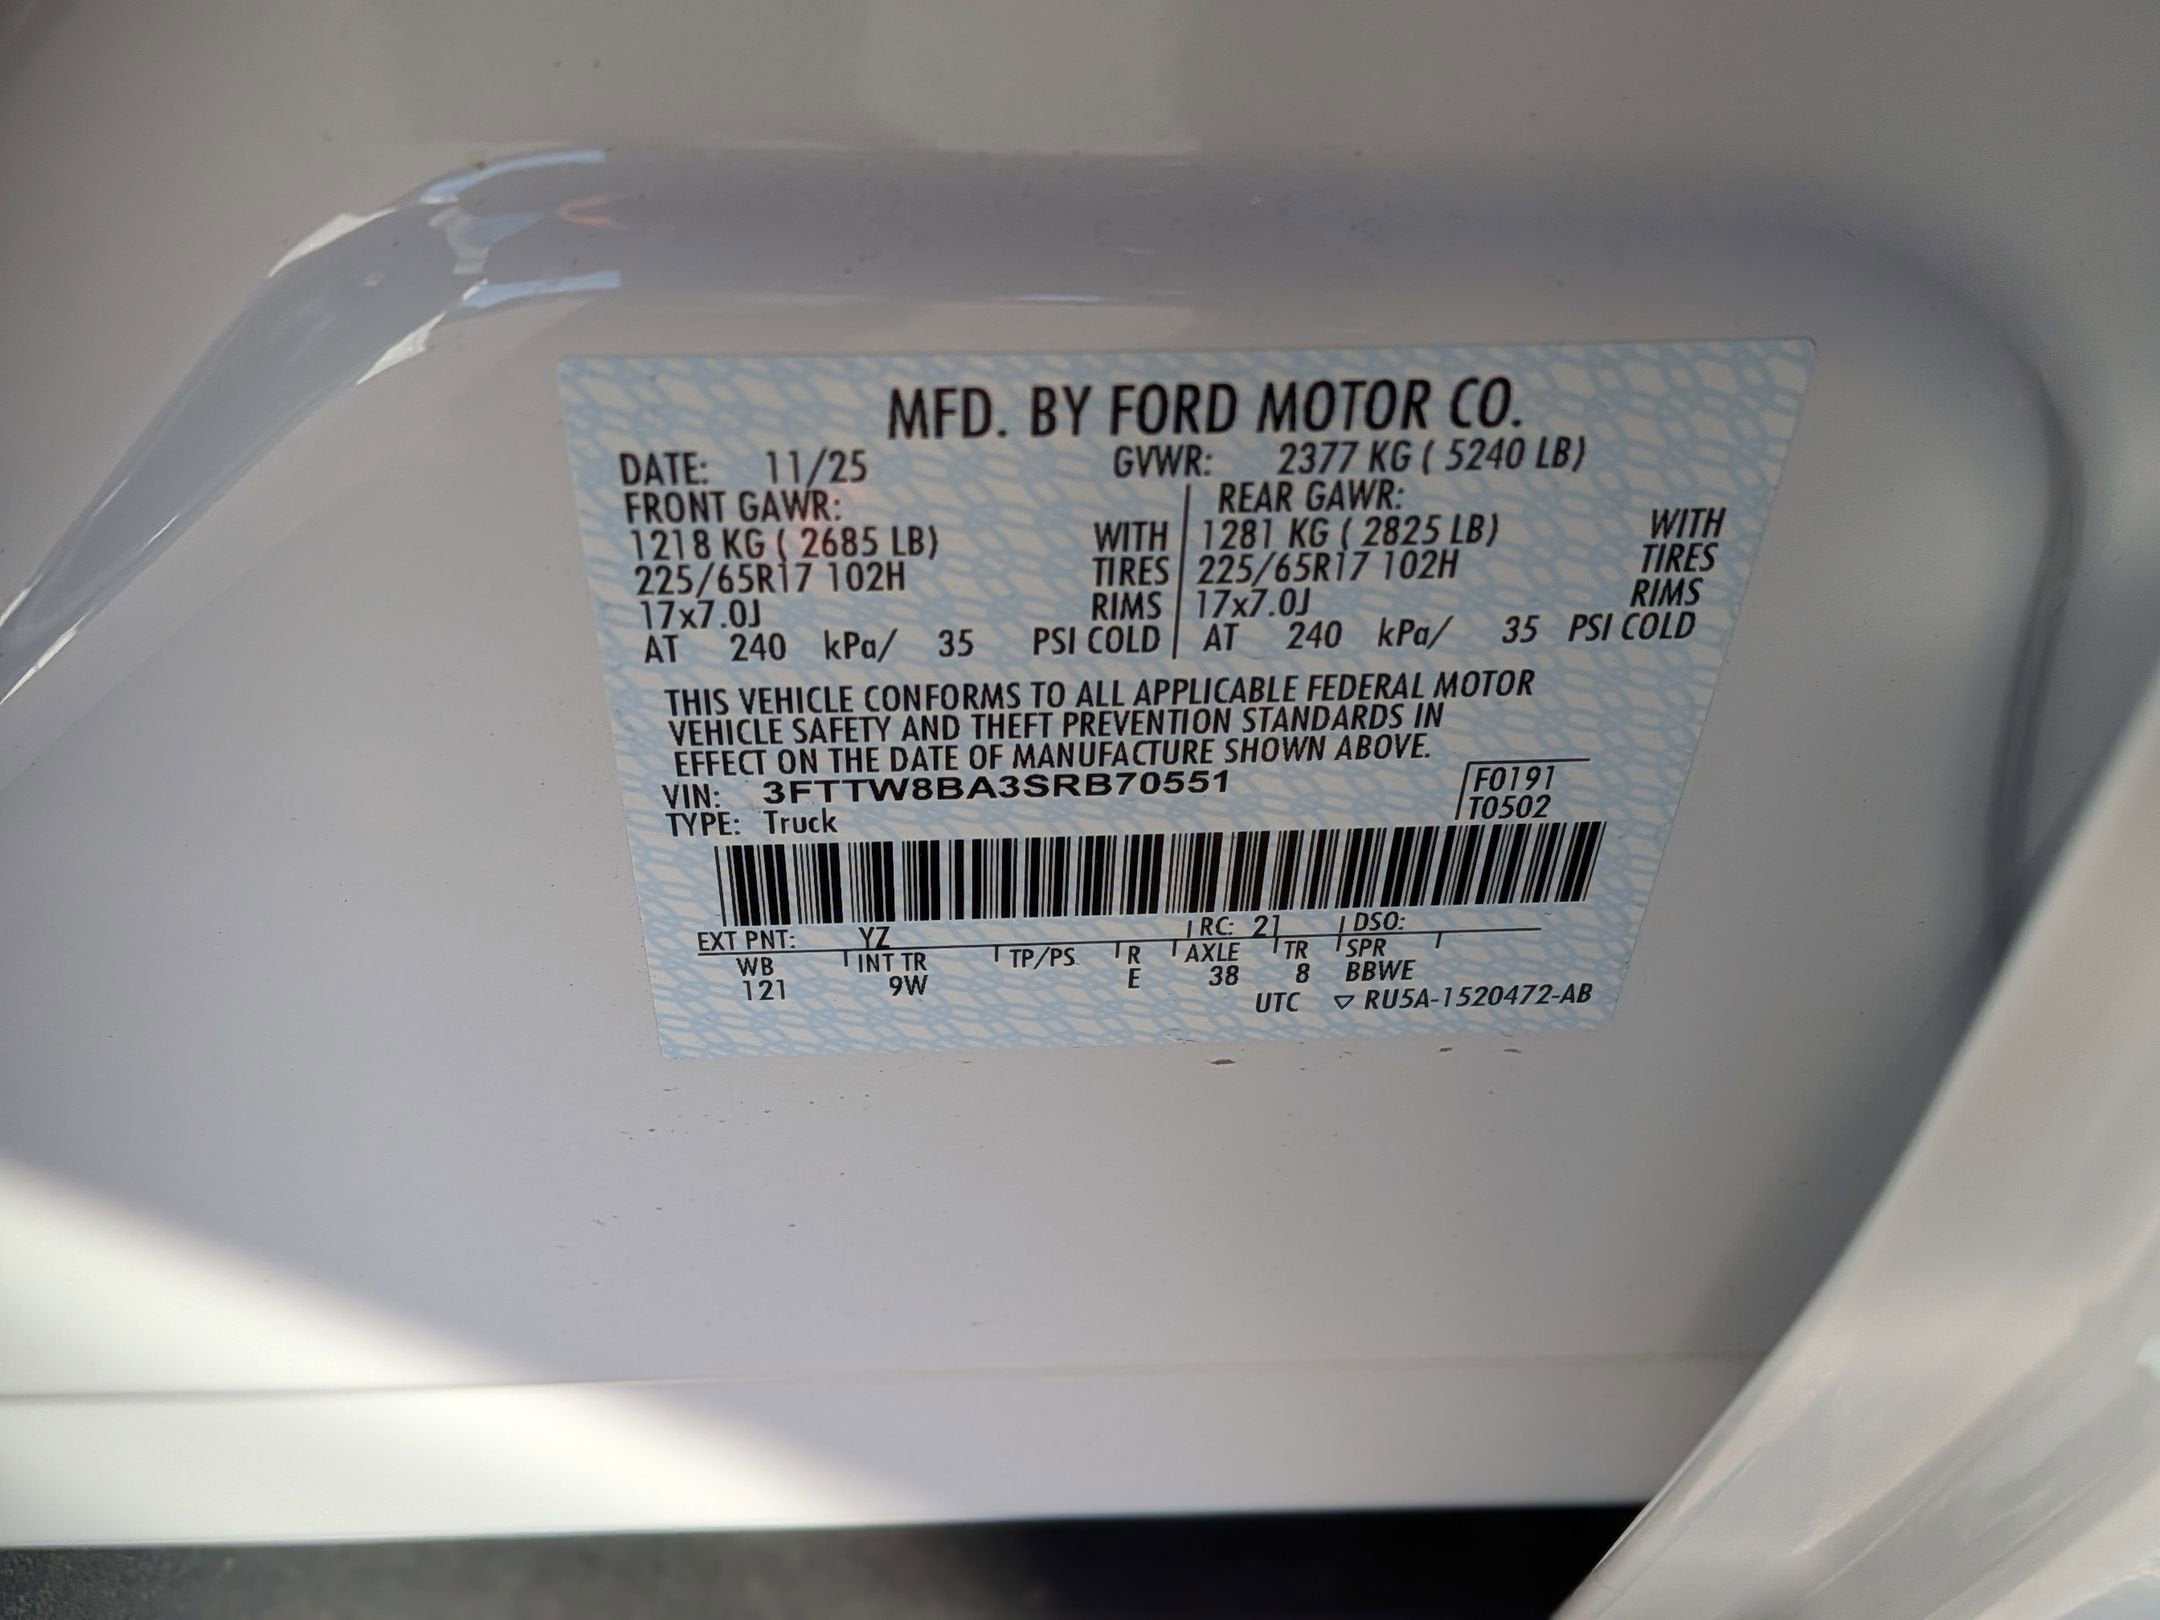 MFD. BY FORD MOTOR CO.
DATE: 11/25 GVWR: 2377 KG ( 5240 LB)
FRONT GAWR: REAR GAWR:
1218 KG ( 2685 LB) WITH 1281 KG ( 2825 LB) WITH
225/65R17 102H TIRES 225/65R17 102H TIRES
17x7.0J RIMS 17x7.0J RIMS
AT 240 kPa/ 35 PSI COLD AT 240 kPa/ 35 PSI COLD
THIS VEHICLE CONFORMS TO ALL APPLICABLE FEDERAL MOTOR
VEHICLE SAFETY AND THEFT PREVENTION STANDARDS IN
EFFECT ON THE DATE OF MANUFACTURE SHOWN ABOVE.
VIN: 3FTTW8BA3SRB70551 F0191
TYPE: Truck T0502
EXT PNT: YZ RC: 21 DSO:
WB INT TR TP/PS R AXLE TR SPR
121 9W E 38 8 BBWE
UTC ▽ RU5A-1520472-AB